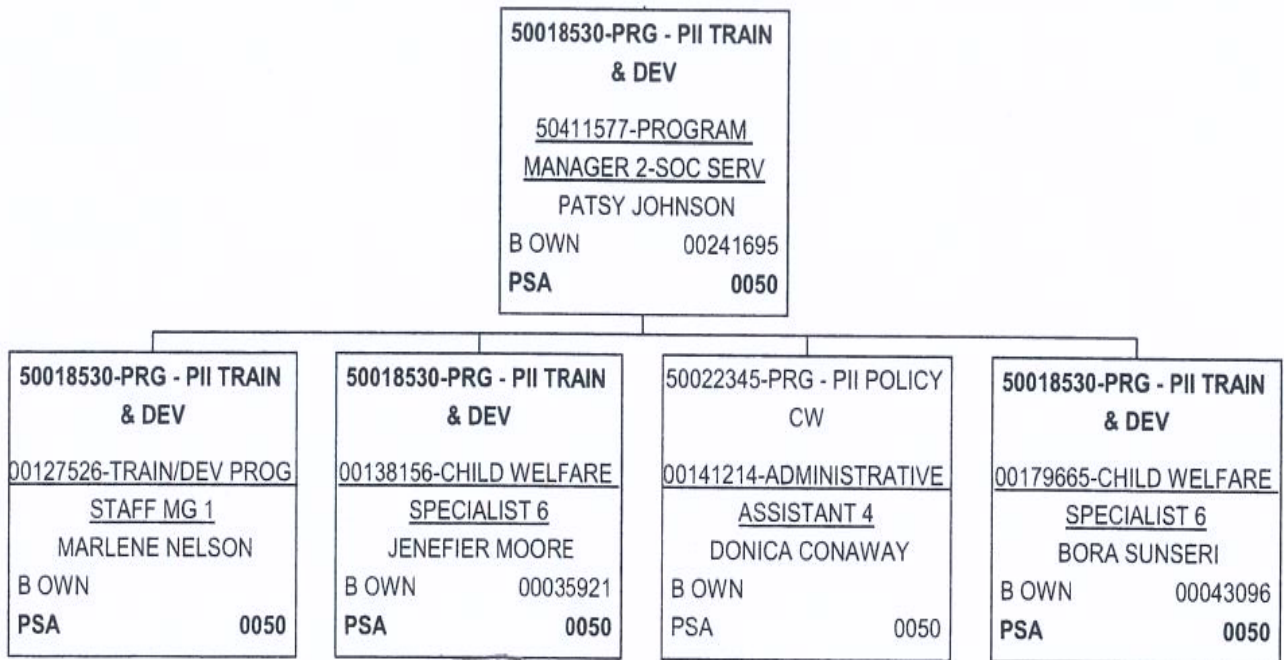 50018530-PRG - PII TRAIN
& DEV
50411577-PROGRAM
MANAGER 2-SOC SERV
PATSY JOHNSON
B OWN 00241695
PSA 0050
50018530-PRG - PII TRAIN
& DEV
00127526-TRAIN/DEV PROG
STAFF MG 1
MARLENE NELSON
B OWN
PSA 0050
50018530-PRG - PII TRAIN
& DEV
00138156-CHILD WELFARE
SPECIALIST 6
JENEFIER MOORE
B OWN 00035921
PSA 0050
50022345-PRG - PII POLICY
CW
00141214-ADMINISTRATIVE
ASSISTANT 4
DONICA CONAWAY
B OWN
PSA 0050
50018530-PRG - PII TRAIN
& DEV
00179665-CHILD WELFARE
SPECIALIST 6
BORA SUNSERI
B OWN 00043096
PSA 0050